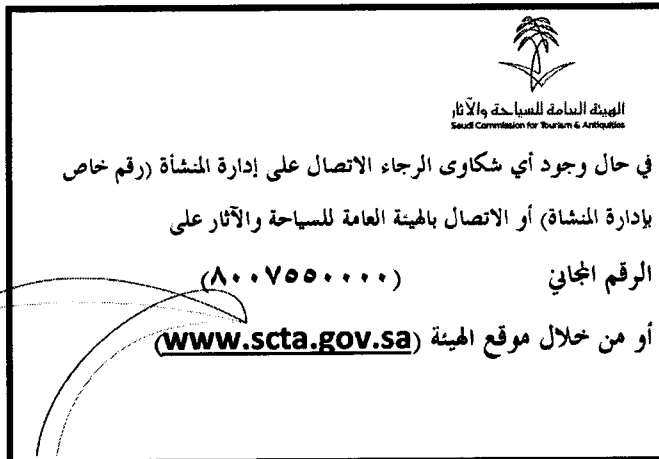 الهيئة العامة للسياحة والآثار
Saudi Commission for Tourism & Antiquities
في حال وجود أي شكاوى الرجاء الاتصال على إدارة المنشأة (رقم خاص
بإدارة المنشاة) أو الاتصال بالهيئة العامة للسياحة والآثار على
الرقم المجاني (٨٠٠٧٥٥٠٠٠٠)
أو من خلال موقع الهيئة (www.scta.gov.sa)